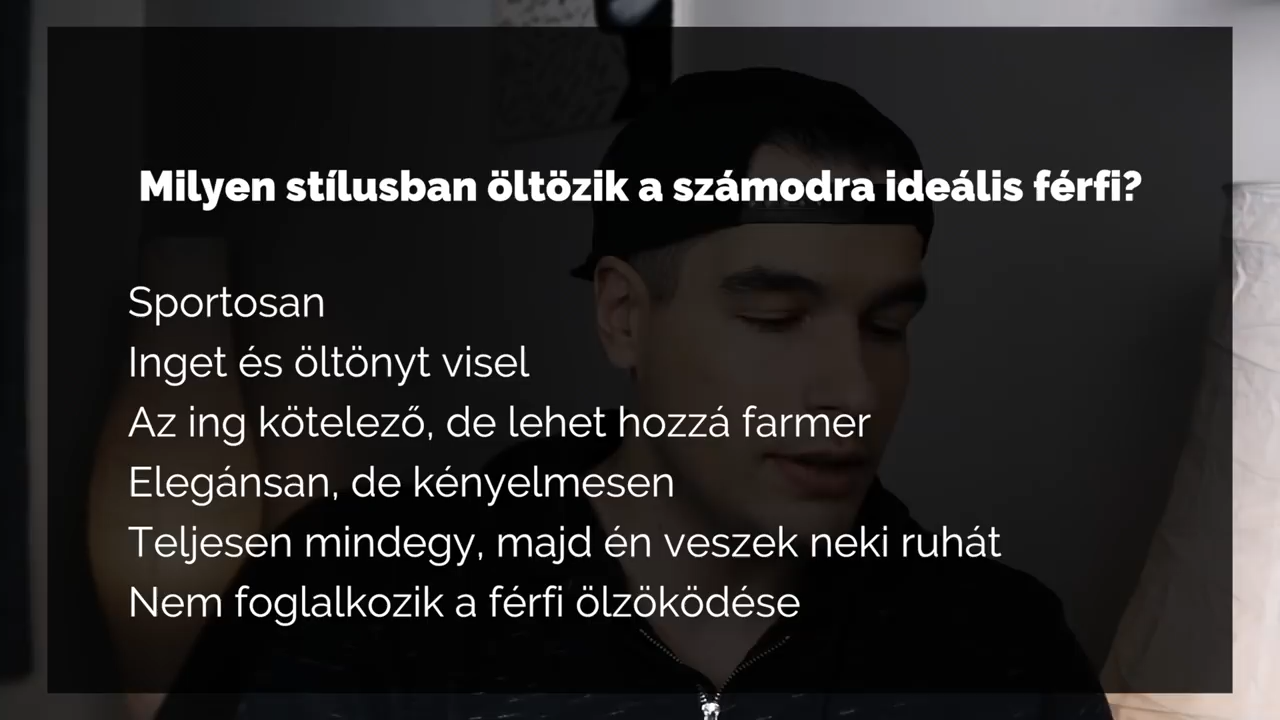 Milyen stílusban öltözik a számodra ideális férfi?
Sportosan
Inget és öltönyt visel
Az ing kötelező, de lehet hozzá farmer
Elegánsan, de kényelmesen
Teljesen mindegy, majd én veszek neki ruhát
Nem foglalkozik a férfi ölzöködése